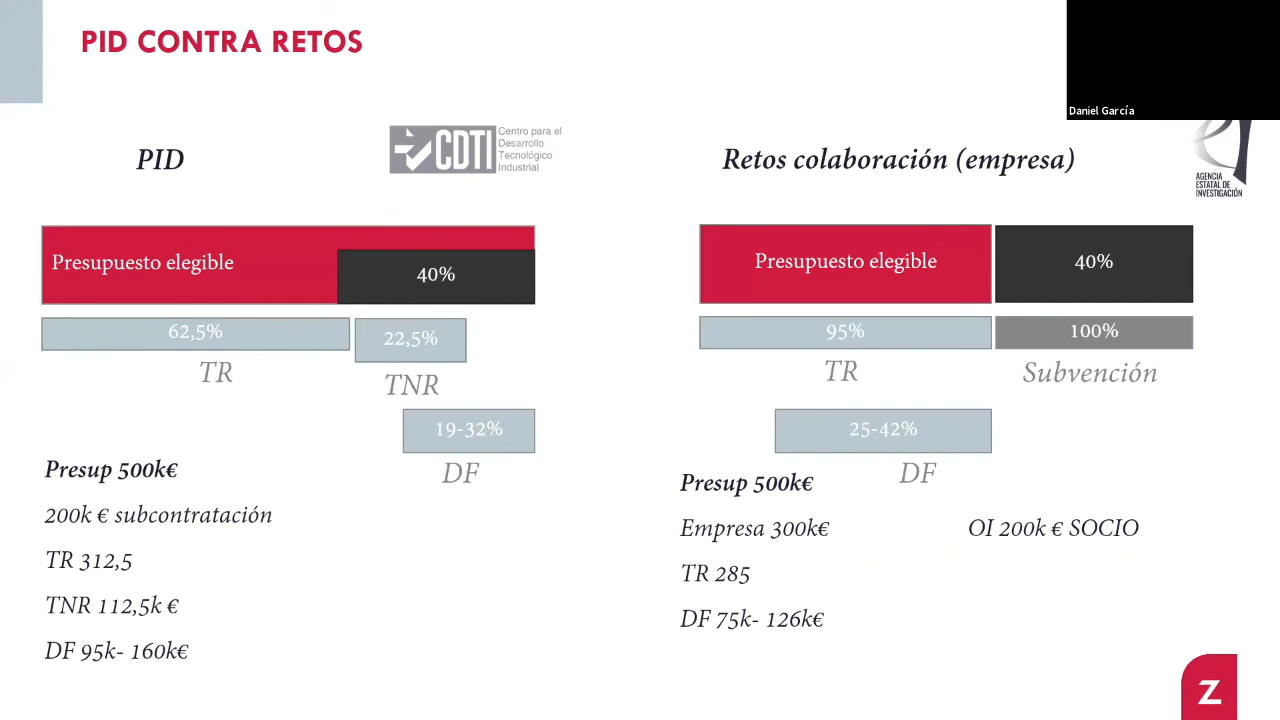 PID CONTRA RETOS
Daniel García
PID
CDTI
Centro para el
Desarrollo
Tecnológico
Industrial
Retos colaboración (empresa)
AGENCIA
ESTATAL DE
INVESTIGACIÓN
Presupuesto elegible
40%
62,5%
22,5%
TR
TNR
19-32%
DF
Presup 500k€
200k € subcontratación
TR 312,5
TNR 112,5k €
DF 95k- 160k€
Presupuesto elegible
40%
95%
100%
TR
Subvención
25-42%
DF
Presup 500k€
Empresa 300k€
OI 200k € SOCIO
TR 285
DF 75k- 126k€
Z